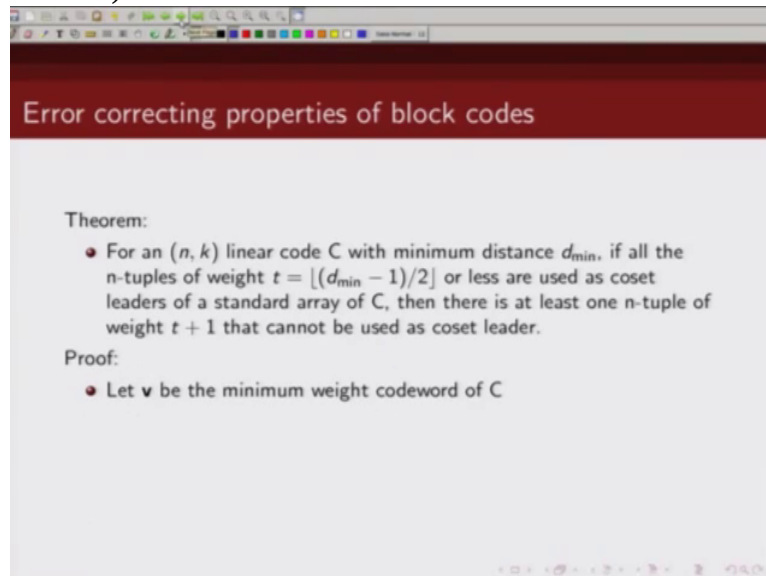 Error correcting properties of block codes
Theorem:
For an (n, k) linear code C with minimum distance d_min, if all the
n-tuples of weight t = ⌊(d_min − 1)/2⌋ or less are used as coset
leaders of a standard array of C, then there is at least one n-tuple of
weight t + 1 that cannot be used as coset leader.
Proof:
Let v be the minimum weight codeword of C